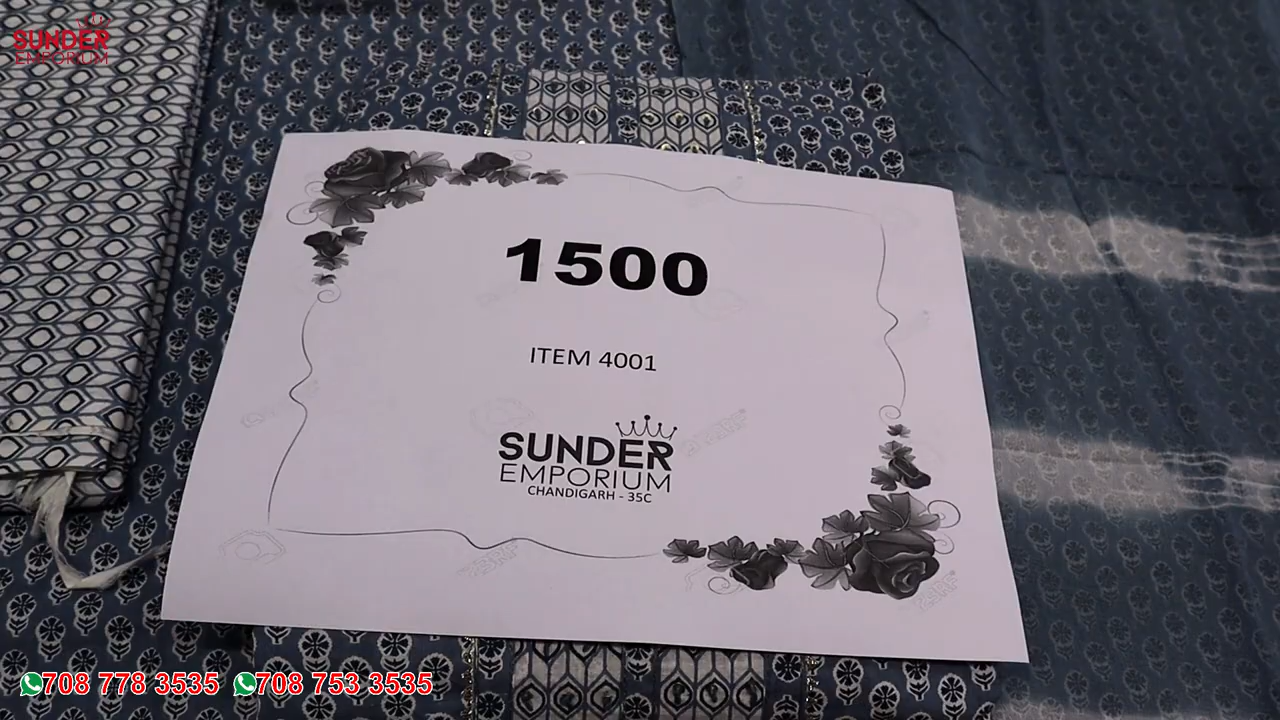 SUNDER
EMPORIUM
1500
ITEM 4001
SUNDER
EMPORIUM
CHANDIGARH - 35C
708 778 3535 708 753 3535